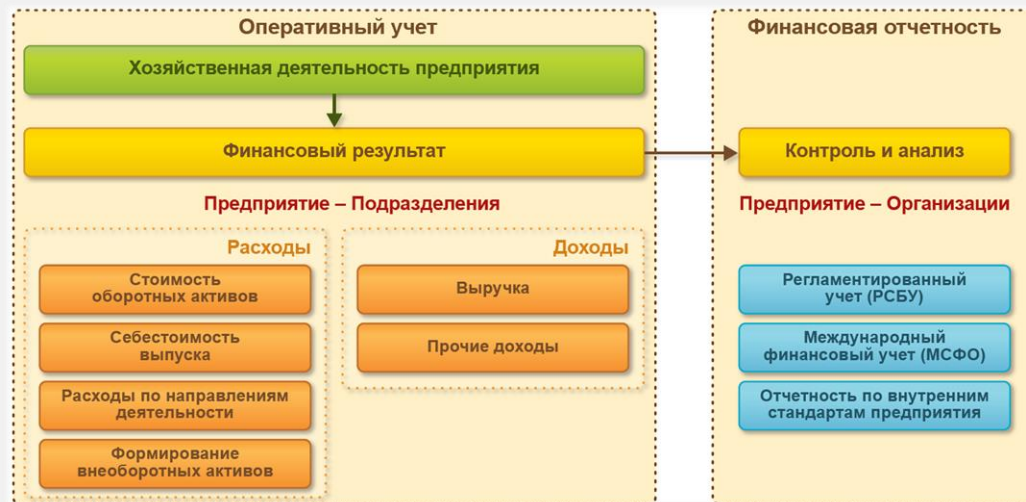 Оперативный учет
Хозяйственная деятельность предприятия
Финансовый результат
Предприятие – Подразделения
Расходы
Стоимость
оборотных активов
Себестоимость
выпуска
Расходы по направлениям
деятельности
Формирование
внеоборотных активов
Доходы
Выручка
Прочие доходы
Финансовая отчетность
Контроль и анализ
Предприятие – Организации
Регламентированный
учет (РСБУ)
Международный
финансовый учет (МСФО)
Отчетность по внутренним
стандартам предприятия